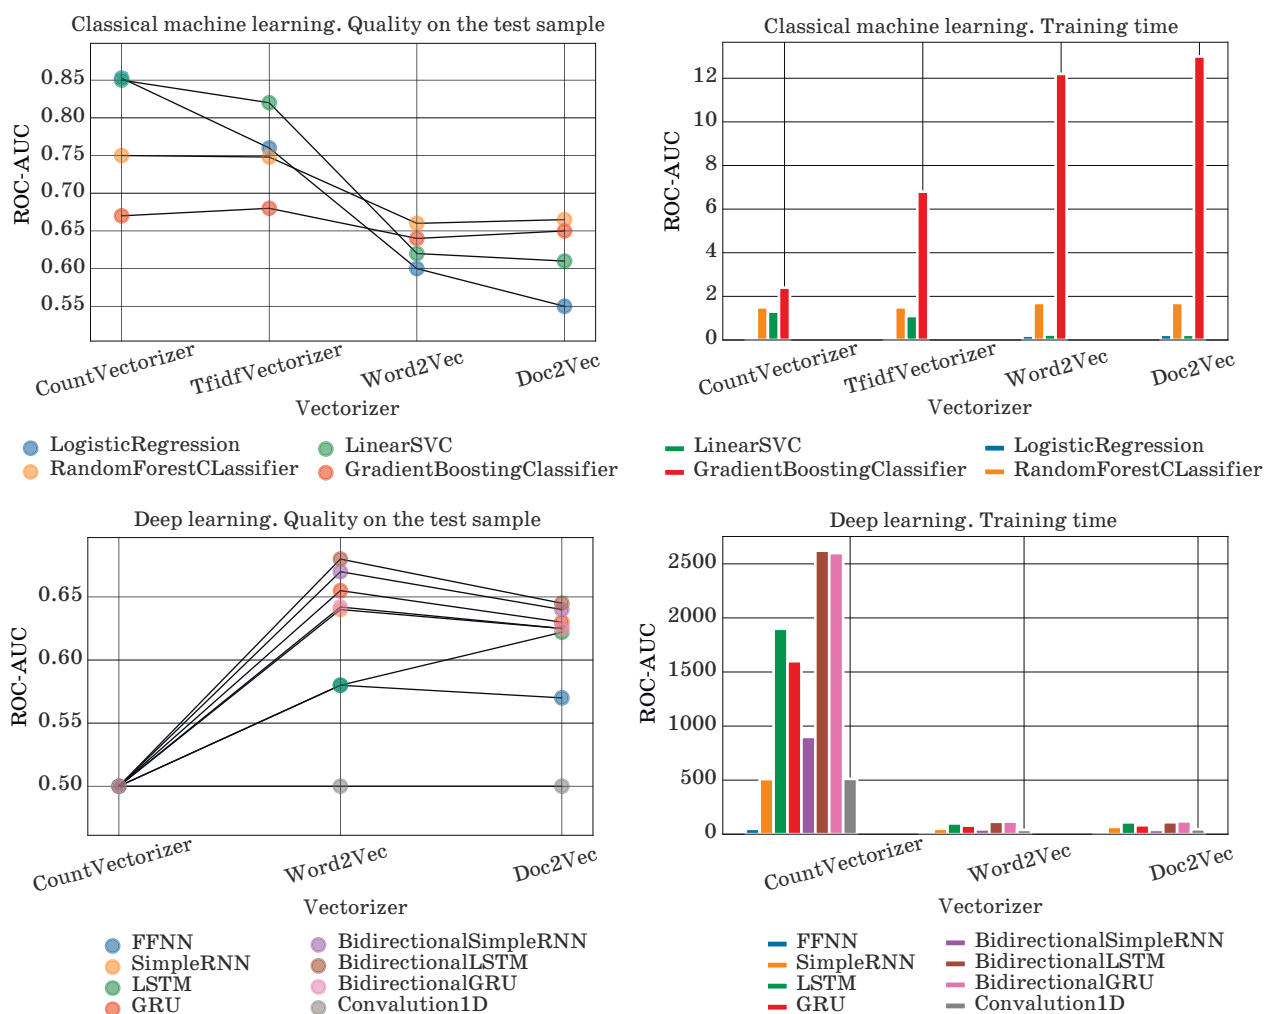 Classical machine learning. Quality on the test sample
0.85
0.80
0.75
0.70
0.65
0.60
0.55
ROC-AUC
CountVectorizer
TfidfVectorizer
Word2Vec
Doc2Vec
Vectorizer
LogisticRegression
LinearSVC
RandomForestCLassifier
GradientBoostingClassifier
Classical machine learning. Training time
12
10
8
6
4
2
0
ROC-AUC
CountVectorizer
TfidfVectorizer
Word2Vec
Doc2Vec
Vectorizer
LinearSVC
LogisticRegression
GradientBoostingClassifier
RandomForestCLassifier
Deep learning. Quality on the test sample
0.65
0.60
0.55
0.50
ROC-AUC
CountVectorizer
Word2Vec
Doc2Vec
Vectorizer
FFNN
SimpleRNN
LSTM
GRU
BidirectionalSimpleRNN
BidirectionalLSTM
BidirectionalGRU
Convalution1D
Deep learning. Training time
2500
2000
1500
1000
500
0
ROC-AUC
CountVectorizer
Word2Vec
Doc2Vec
Vectorizer
FFNN
SimpleRNN
LSTM
GRU
BidirectionalSimpleRNN
BidirectionalLSTM
BidirectionalGRU
Convalution1D